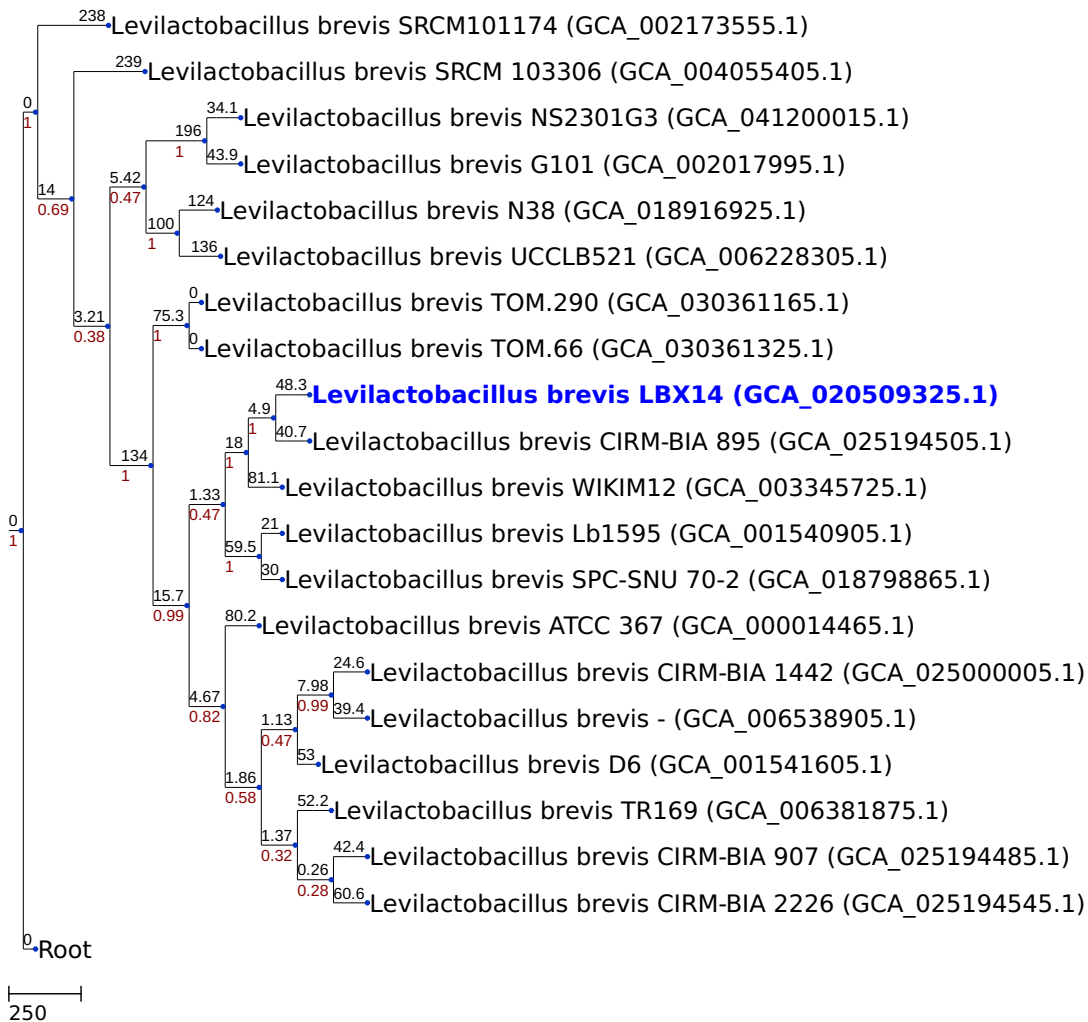 238
Levilactobacillus brevis SRCM101174 (GCA_002173555.1)
239
Levilactobacillus brevis SRCM 103306 (GCA_004055405.1)
0
1
34.1
Levilactobacillus brevis NS2301G3 (GCA_041200015.1)
196
1
43.9
Levilactobacillus brevis G101 (GCA_002017995.1)
14
0.69
5.42
0.47
124
Levilactobacillus brevis N38 (GCA_018916925.1)
100
1
136
Levilactobacillus brevis UCCLB521 (GCA_006228305.1)
0
Levilactobacillus brevis TOM.290 (GCA_030361165.1)
3.21
0.38
75.3
1
0
Levilactobacillus brevis TOM.66 (GCA_030361325.1)
48.3
Levilactobacillus brevis LBX14 (GCA_020509325.1)
4.9
1
40.7
Levilactobacillus brevis CIRM-BIA 895 (GCA_025194505.1)
134
1
18
1
81.1
Levilactobacillus brevis WIKIM12 (GCA_003345725.1)
1.33
0.47
0
1
21
Levilactobacillus brevis Lb1595 (GCA_001540905.1)
59.5
1
30
Levilactobacillus brevis SPC-SNU 70-2 (GCA_018798865.1)
15.7
0.99
80.2
Levilactobacillus brevis ATCC 367 (GCA_000014465.1)
24.6
Levilactobacillus brevis CIRM-BIA 1442 (GCA_025000005.1)
7.98
0.99
39.4
Levilactobacillus brevis - (GCA_006538905.1)
4.67
0.82
1.13
0.47
53
Levilactobacillus brevis D6 (GCA_001541605.1)
1.86
0.58
52.2
Levilactobacillus brevis TR169 (GCA_006381875.1)
1.37
0.32
42.4
Levilactobacillus brevis CIRM-BIA 907 (GCA_025194485.1)
0.26
0.28
60.6
Levilactobacillus brevis CIRM-BIA 2226 (GCA_025194545.1)
0
Root
250